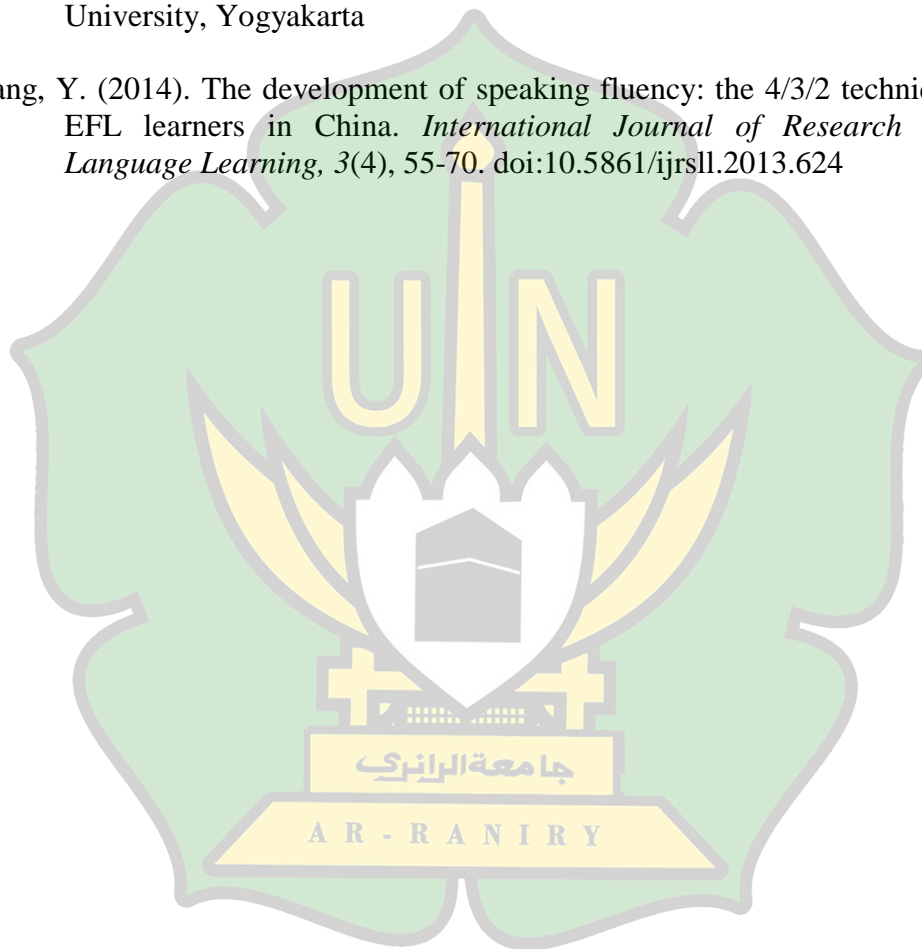 University, Yogyakarta
ang, Y. (2014). The development of speaking fluency: the 4/3/2 techni
EFL learners in China. International Journal of Research
Language Learning, 3(4), 55-70. doi:10.5861/ijrsll.2013.624
UIN
جامعةالرانري
AR-RANIRY